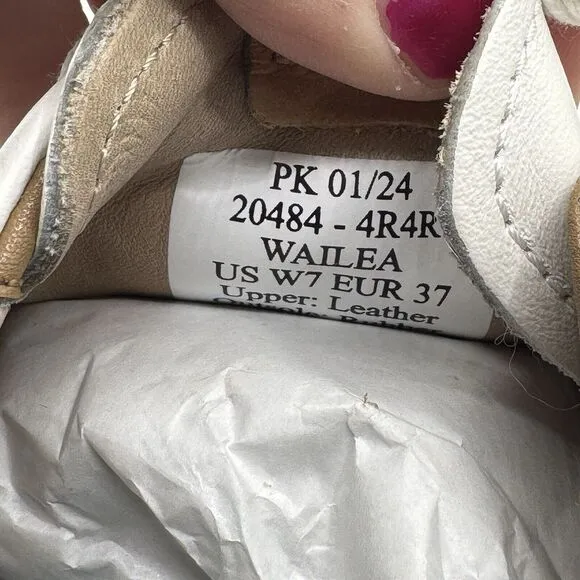 PK 01/24
20484 - 4R4R
WAILEA
US W7 EUR 37
Upper: Leather